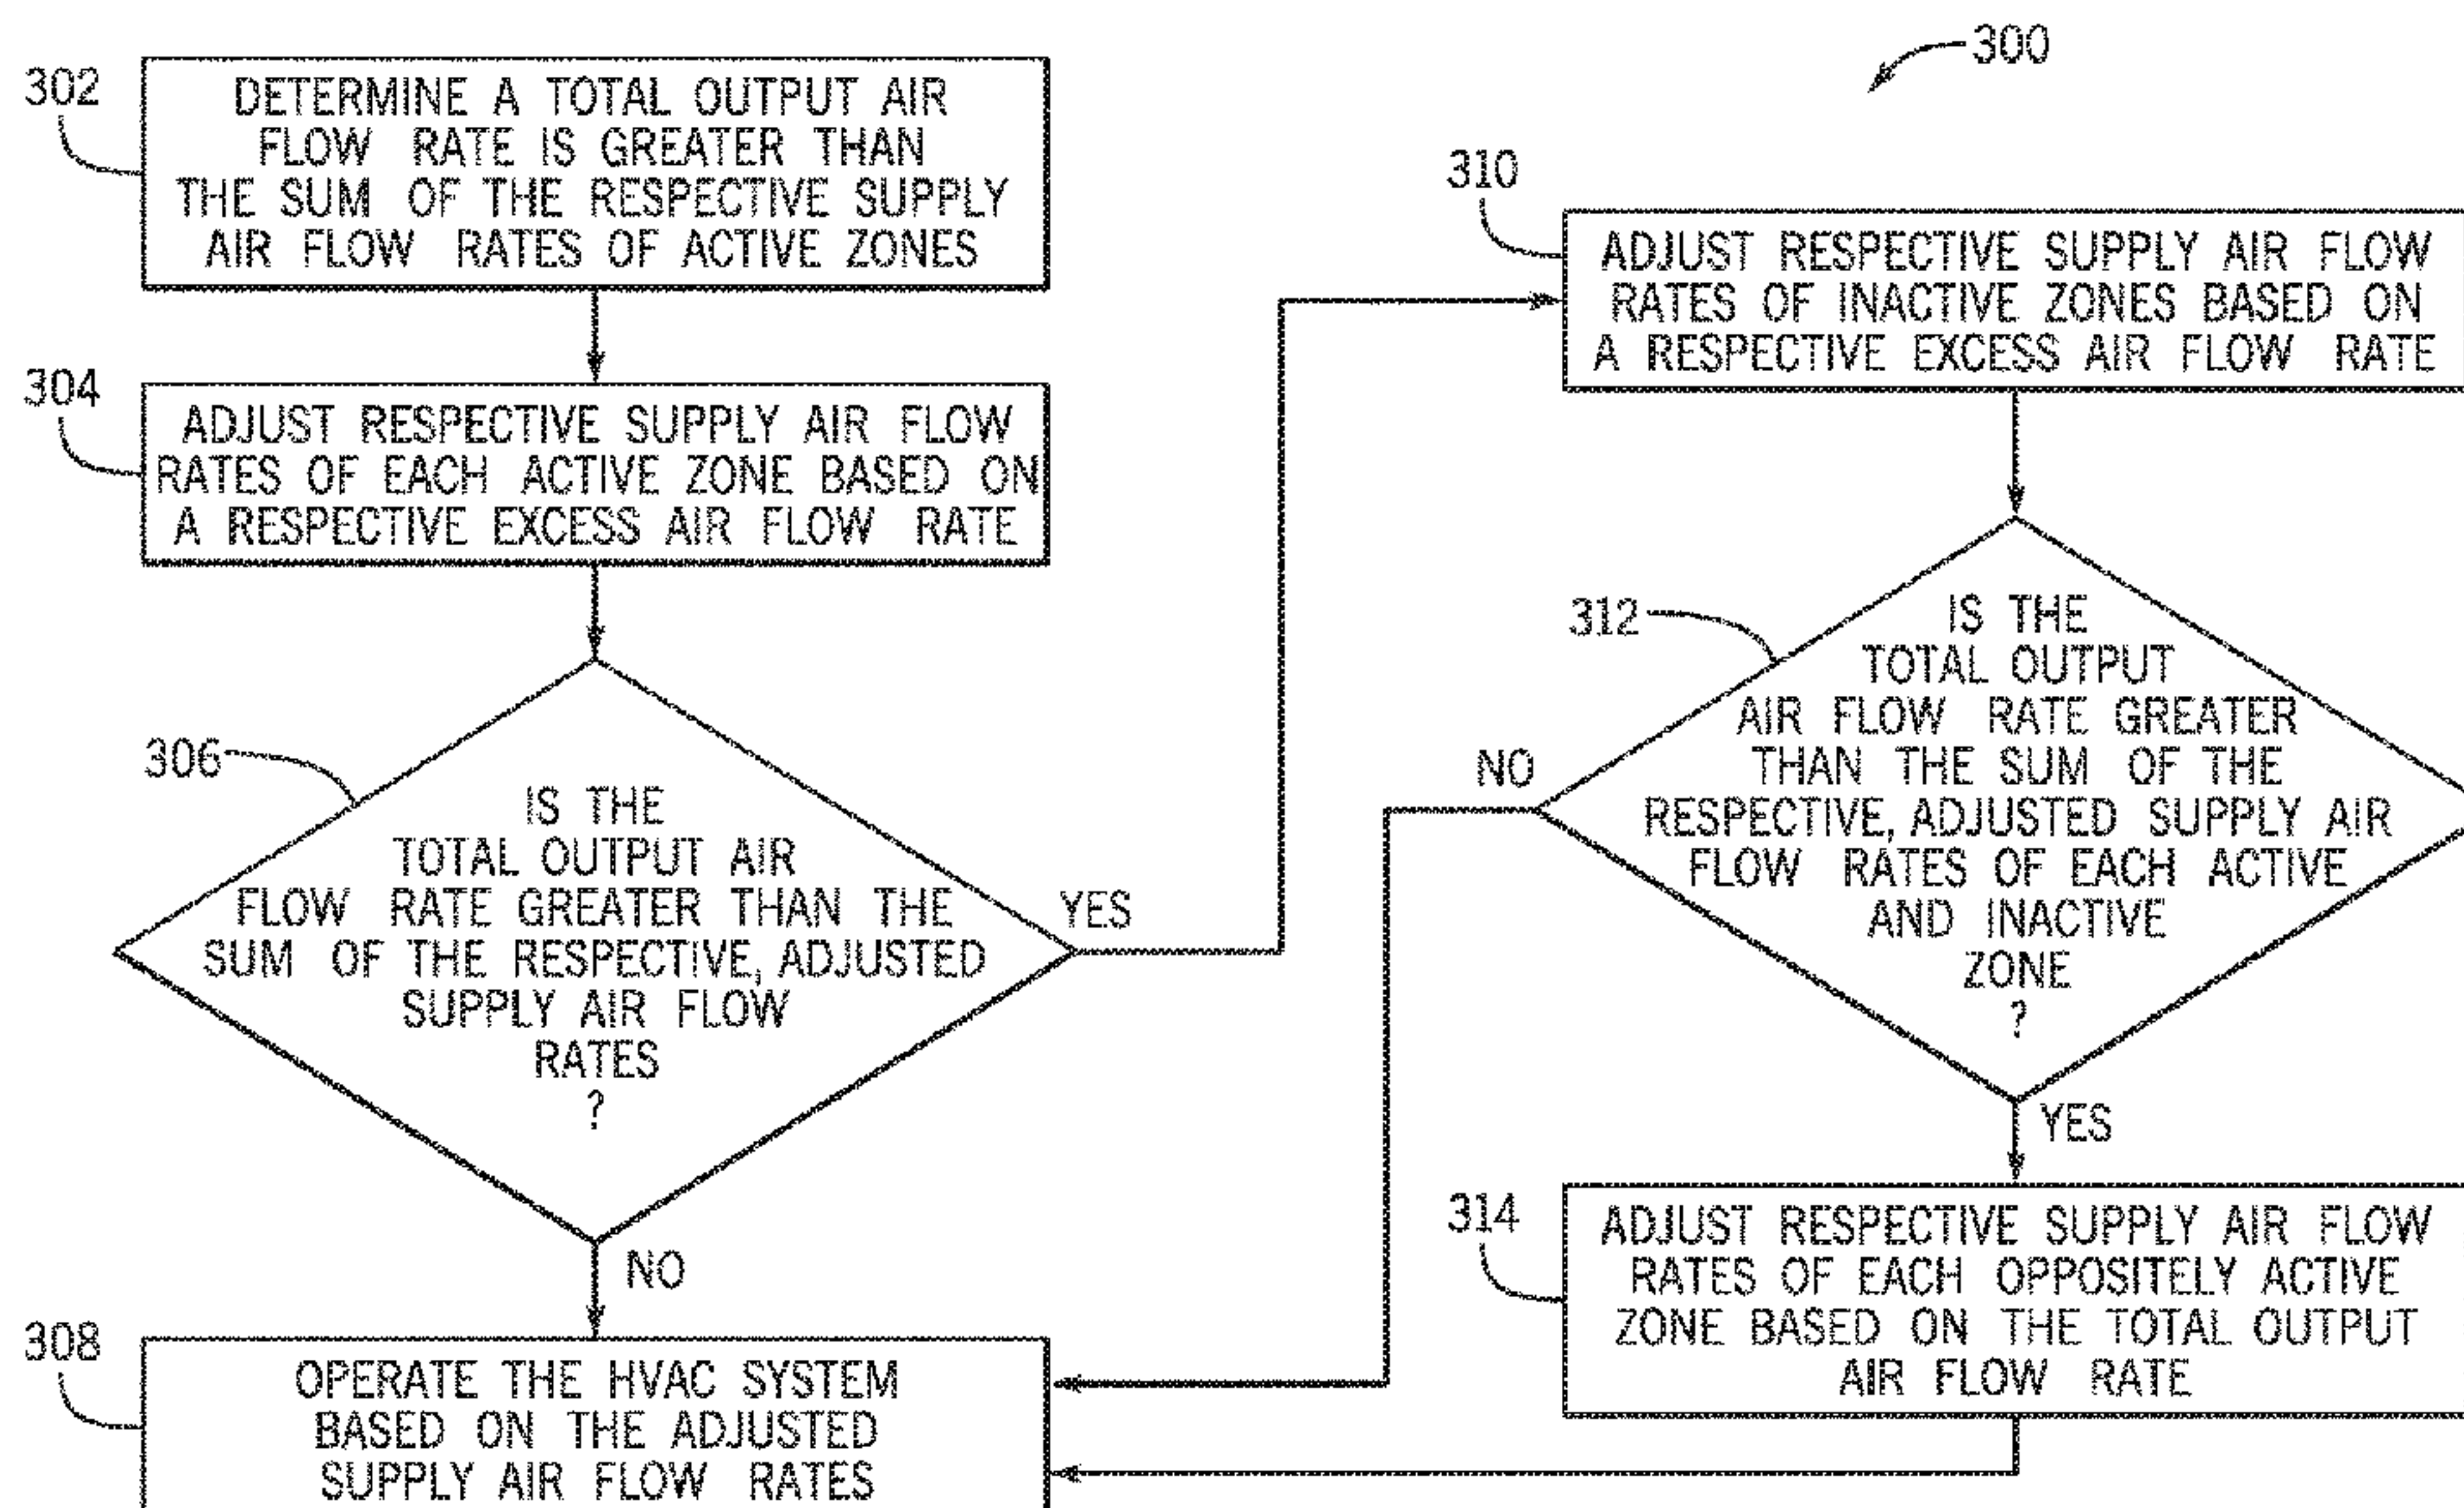 300
302
DETERMINE A TOTAL OUTPUT AIR
FLOW RATE IS GREATER THAN
THE SUM OF THE RESPECTIVE SUPPLY
AIR FLOW RATES OF ACTIVE ZONES
304
ADJUST RESPECTIVE SUPPLY AIR FLOW
RATES OF EACH ACTIVE ZONE BASED ON
A RESPECTIVE EXCESS AIR FLOW RATE
306
IS THE
TOTAL OUTPUT AIR
FLOW RATE GREATER THAN THE
SUM OF THE RESPECTIVE, ADJUSTED
SUPPLY AIR FLOW
RATES
?
YES
NO
308
OPERATE THE HVAC SYSTEM
BASED ON THE ADJUSTED
SUPPLY AIR FLOW RATES
310
ADJUST RESPECTIVE SUPPLY AIR FLOW
RATES OF INACTIVE ZONES BASED ON
A RESPECTIVE EXCESS AIR FLOW RATE
312
IS THE
TOTAL OUTPUT
AIR FLOW RATE GREATER
THAN THE SUM OF THE
RESPECTIVE, ADJUSTED SUPPLY AIR
FLOW RATES OF EACH ACTIVE
AND INACTIVE
ZONE
?
NO
YES
314
ADJUST RESPECTIVE SUPPLY AIR FLOW
RATES OF EACH OPPOSITELY ACTIVE
ZONE BASED ON THE TOTAL OUTPUT
AIR FLOW RATE